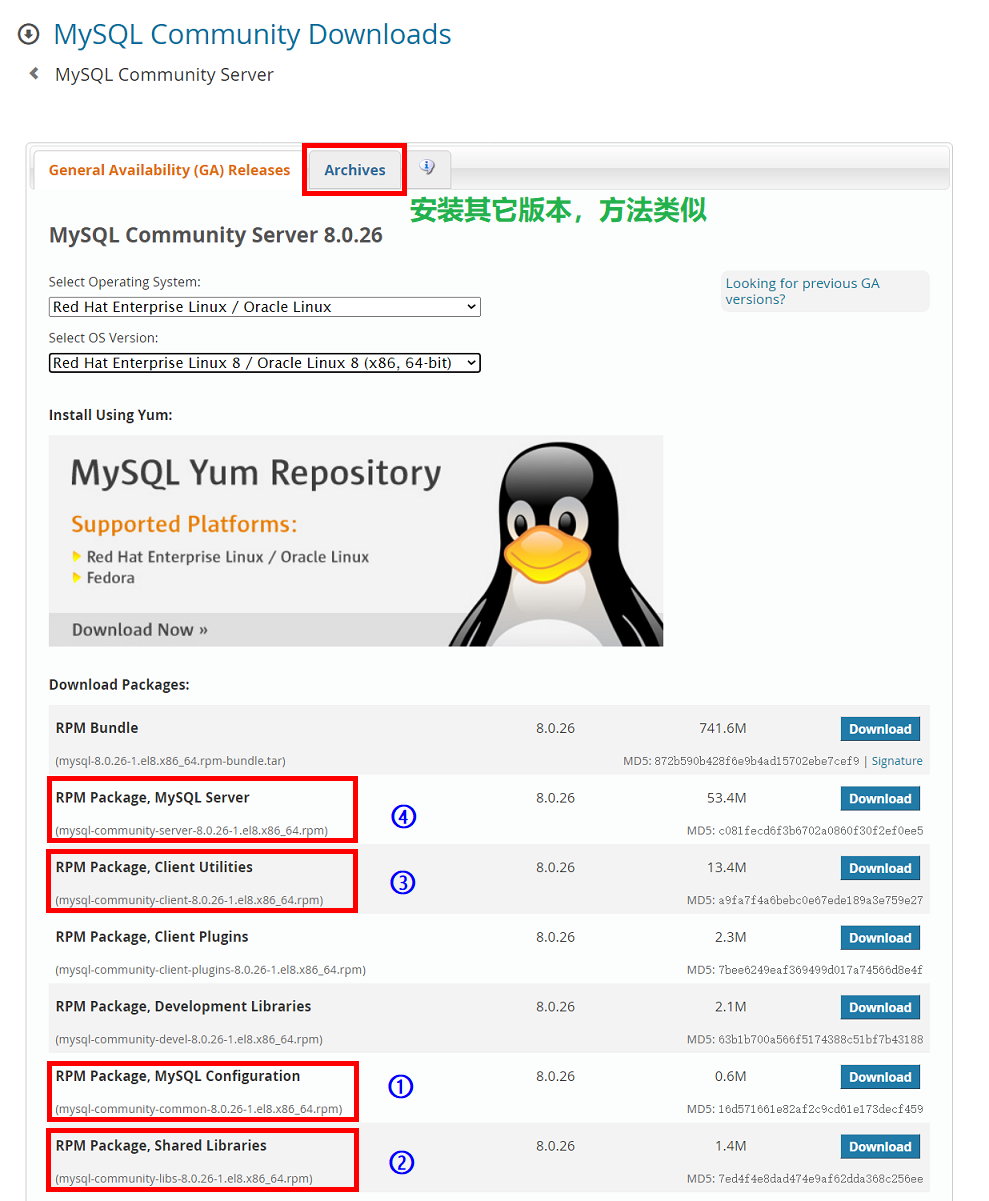 MySQL Community Downloads
MySQL Community Server
General Availability (GA) Releases Archives
安装其它版本，方法类似
MySQL Community Server 8.0.26
Select Operating System:
Looking for previous GA
versions?
Red Hat Enterprise Linux / Oracle Linux
Select OS Version:
Red Hat Enterprise Linux 8 / Oracle Linux 8 (x86, 64-bit)
Install Using Yum:
MySQL Yum Repository
Supported Platforms:
Red Hat Enterprise Linux / Oracle Linux
Fedora
Download Now »
Download Packages:
RPM Bundle 8.0.26 741.6M Download
(mysql-8.0.26-1.el8.x86_64.rpm-bundle.tar) MD5: 872b590b428f6e9b4ad15702ebe7cef9 | Signature
RPM Package, MySQL Server 8.0.26 53.4M Download
④
(mysql-community-server-8.0.26-1.el8.x86_64.rpm) MD5: c081fecd6f3b6702a0860f30f2ef0ee5
RPM Package, Client Utilities 8.0.26 13.4M Download
③
(mysql-community-client-8.0.26-1.el8.x86_64.rpm) MD5: a9fa7f4a6bebc0e67ede189a3e759e27
RPM Package, Client Plugins 8.0.26 2.3M Download
(mysql-community-client-plugins-8.0.26-1.el8.x86_64.rpm) MD5: 7bee6249eaf369499d017a74566d8e4f
RPM Package, Development Libraries 8.0.26 2.1M Download
(mysql-community-devel-8.0.26-1.el8.x86_64.rpm) MD5: 63b1b700a566f5174388c51bf7b43188
RPM Package, MySQL Configuration 8.0.26 0.6M Download
①
(mysql-community-common-8.0.26-1.el8.x86_64.rpm) MD5: 16d571661e82af2c9cd61e173decf459
RPM Package, Shared Libraries 8.0.26 1.4M Download
②
(mysql-community-libs-8.0.26-1.el8.x86_64.rpm) MD5: 7ed4f4e8dad474e9af62dda368c256ee